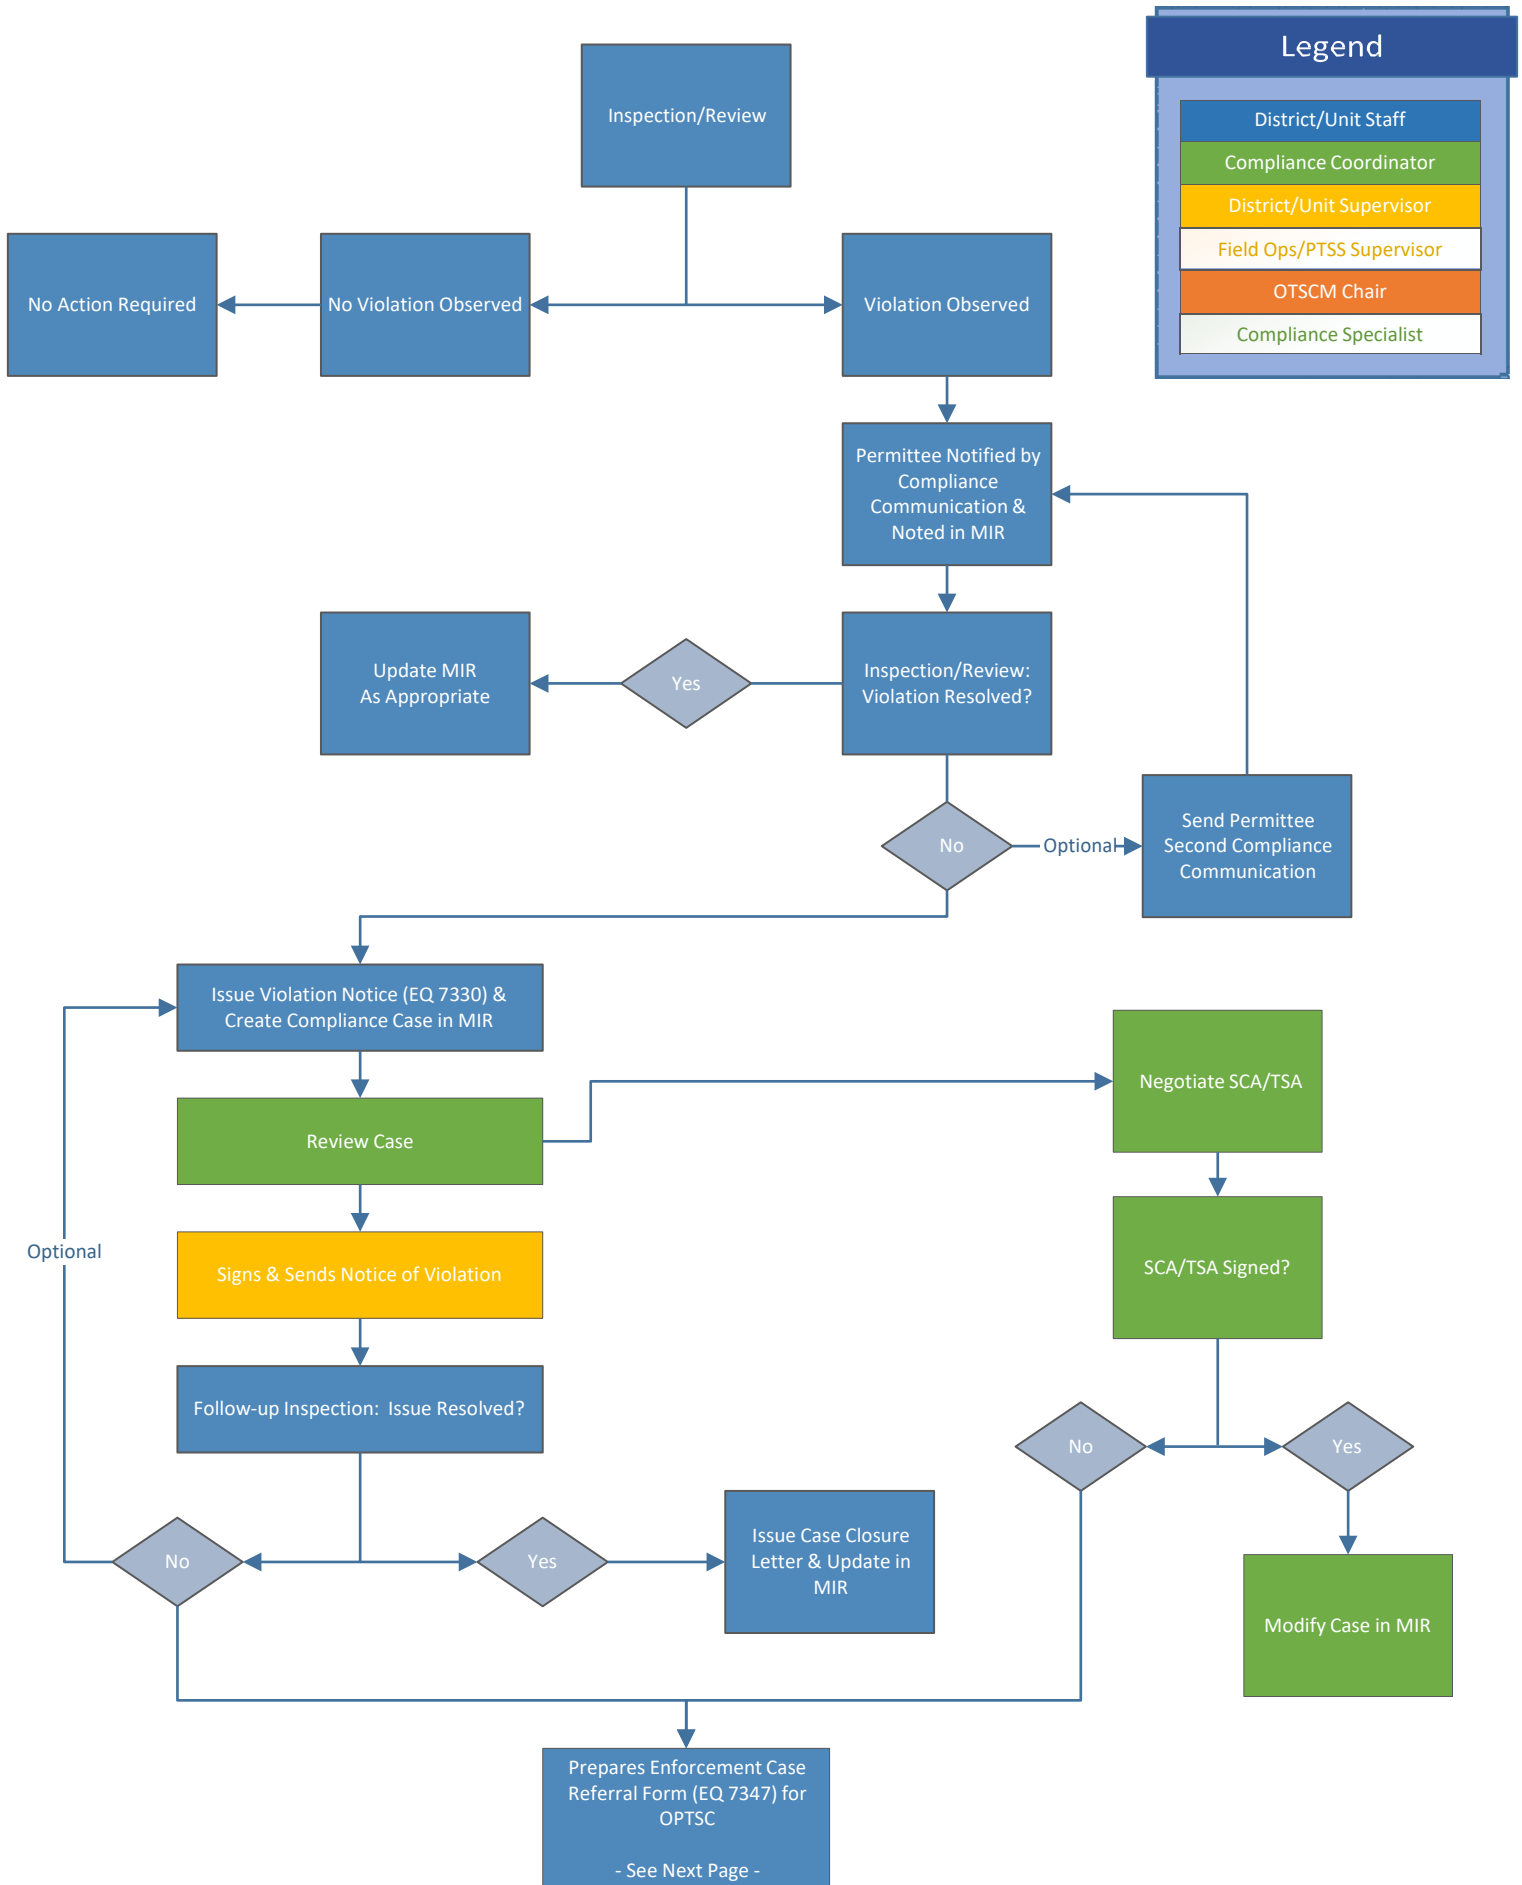 Legend
District/Unit Staff
Compliance Coordinator
District/Unit Supervisor
Field Ops/PTSS Supervisor
OTSCM Chair
Compliance Specialist
Inspection/Review
No Action Required
No Violation Observed
Violation Observed
Permittee Notified by
Compliance
Communication &
Noted in MIR
Update MIR
As Appropriate
Yes
Inspection/Review:
Violation Resolved?
No
Optional
Send Permittee
Second Compliance
Communication
Issue Violation Notice (EQ 7330) &
Create Compliance Case in MIR
Negotiate SCA/TSA
Review Case
Optional
Signs & Sends Notice of Violation
SCA/TSA Signed?
Follow-up Inspection:  Issue Resolved?
No
Yes
No
Yes
Issue Case Closure
Letter & Update in
MIR
Modify Case in MIR
Prepares Enforcement Case
Referral Form (EQ 7347) for
OPTSC
- See Next Page -